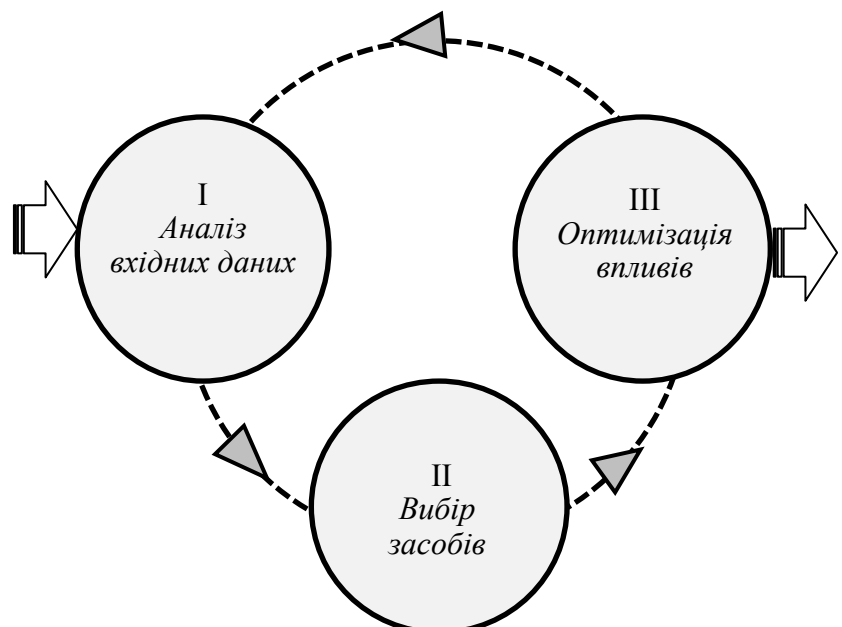 I
Аналіз
вхідних даних
III
Оптимізація
впливів
II
Вибір
засобів